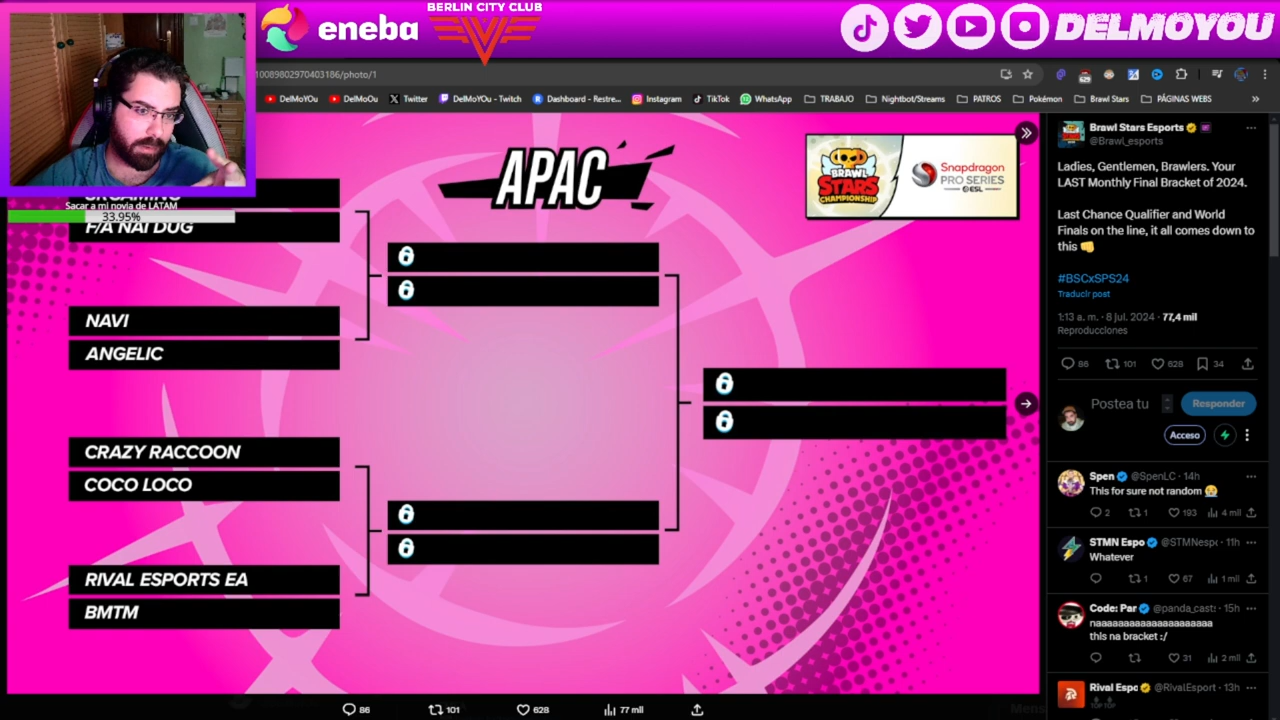 eneba
BERLIN CITY CLUB
DELMOYOU
10089802970403186/photo/1
DelMoYOu
DelMoOu
Twitter
DelMoYOu - Twitch
Dashboard - Restre...
Instagram
TikTok
WhatsApp
TRABAJO
Nightbot/Streams
PATROS
Pokémon
Brawl Stars
PÁGINAS WEBS
Sacar a mi novia de LATAM
33.95%
F/A NAI DUG
NAVI
ANGELIC
CRAZY RACCOON
COCO LOCO
RIVAL ESPORTS EA
BMTM
APAC
BRAWL
STARS
CHAMPIONSHIP
Snapdragon
PRO SERIES
ESL
86
101
628
77 mil
Brawl Stars Esports
@Brawl_esports
Ladies, Gentlemen, Brawlers. Your
LAST Monthly Final Bracket of 2024.
Last Chance Qualifier and World
Finals on the line, it all comes down to
this 👊
#BSCxSPS24
Traducir post
1:13 a. m. · 8 jul. 2024 · 77,4 mil
Reproducciones
86 101 628 34
Postea tu
Responder
Acceso
Spen @SpenLC · 14h
This for sure not random 😭
2 1 193 4 mil
STMN Espo @STMNespo · 11h
Whatever
1 67 1 mil
Code: Par @panda_cast: · 15h
naaaaaaaaaaaaaaaaaaaaa
this na bracket :/
31 2 mil
Rival Espo @RivalEsport · 13h
TOP TOP